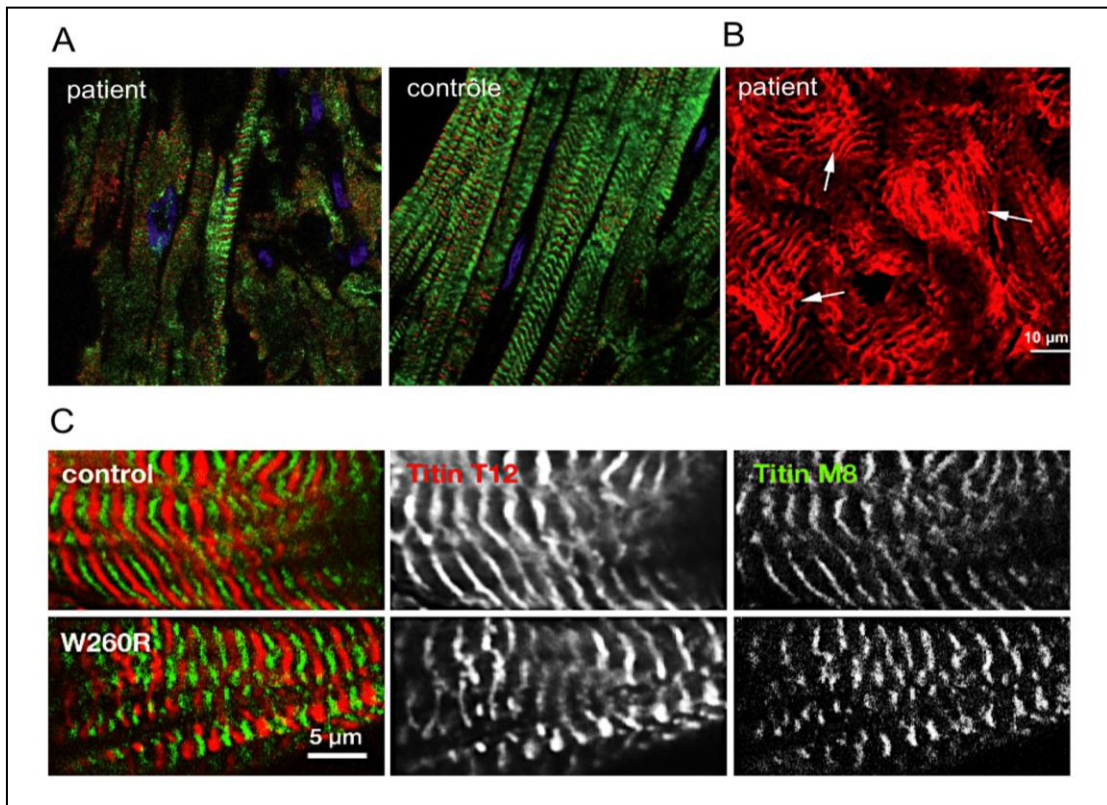 A
B
patient
contrôle
patient
10 µm
C
control
Titin T12
Titin M8
W260R
5 µm